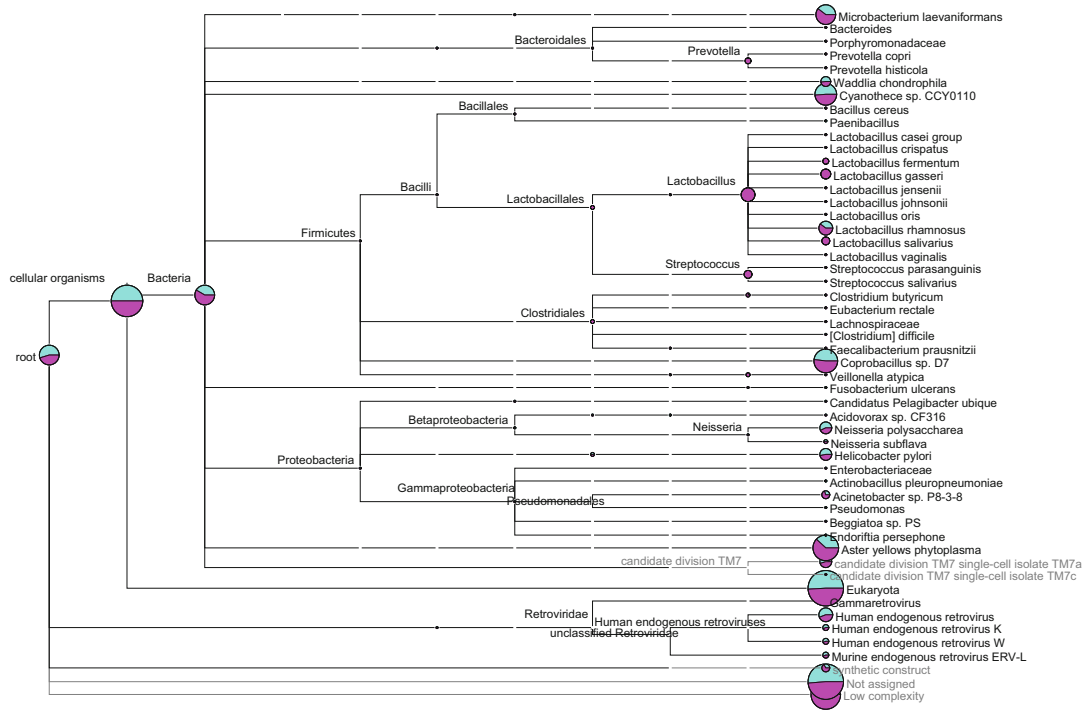 Microbacterium laevaniformans
Bacteroides
Bacteroidales
Porphyromonadaceae
Prevotella
Prevotella copri
Prevotella histicola
Waddlia chondrophila
Cyanothece sp. CCY0110
Bacillales
Bacillus cereus
Paenibacillus
Lactobacillus casei group
Lactobacillus crispatus
Lactobacillus fermentum
Lactobacillus gasseri
Lactobacillus
Bacilli
Lactobacillus jensenii
Lactobacillales
Lactobacillus johnsonii
Lactobacillus oris
Lactobacillus rhamnosus
Firmicutes
Lactobacillus salivarius
Lactobacillus vaginalis
Streptococcus
Streptococcus parasanguinis
cellular organisms
Bacteria
Streptococcus salivarius
Clostridium butyricum
Eubacterium rectale
Clostridiales
Lachnospiraceae
[Clostridium] difficile
Faecalibacterium prausnitzii
root
Coprobacillus sp. D7
Veillonella atypica
Fusobacterium ulcerans
Candidatus Pelagibacter ubique
Betaproteobacteria
Acidovorax sp. CF316
Neisseria
Neisseria polysaccharea
Neisseria subflava
Proteobacteria
Helicobacter pylori
Enterobacteriaceae
Gammaproteobacteria
Actinobacillus pleuropneumoniae
Pseudomonadales
Acinetobacter sp. P8-3-8
Pseudomonas
Beggiatoa sp. PS
Endoriftia persephone
Aster yellows phytoplasma
candidate division TM7
candidate division TM7 single-cell isolate TM7a
candidate division TM7 single-cell isolate TM7c
Eukaryota
Gammaretrovirus
Retroviridae
Human endogenous retroviruses
Human endogenous retrovirus
unclassified Retroviridae
Human endogenous retrovirus K
Human endogenous retrovirus W
Murine endogenous retrovirus ERV-L
synthetic construct
Not assigned
Low complexity